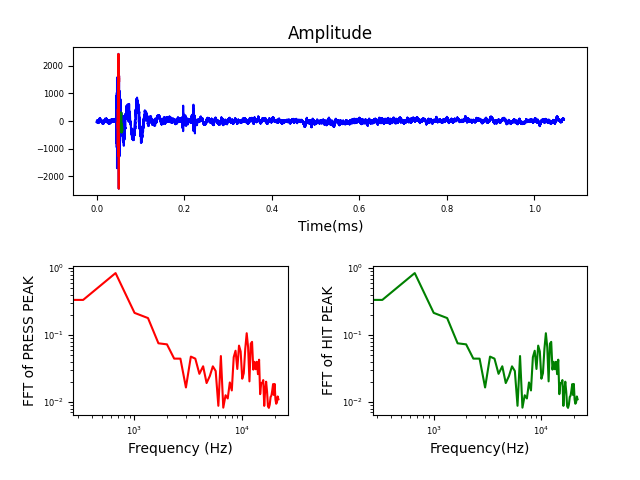 Amplitude
2000
1000
0
−1000
−2000
0.0 0.2 0.4 0.6 0.8 1.0
Time(ms)
FFT of PRESS PEAK
10⁰
10⁻¹
10⁻²
10³ 10⁴
Frequency (Hz)
FFT of HIT PEAK
10⁰
10⁻¹
10⁻²
10³ 10⁴
Frequency(Hz)